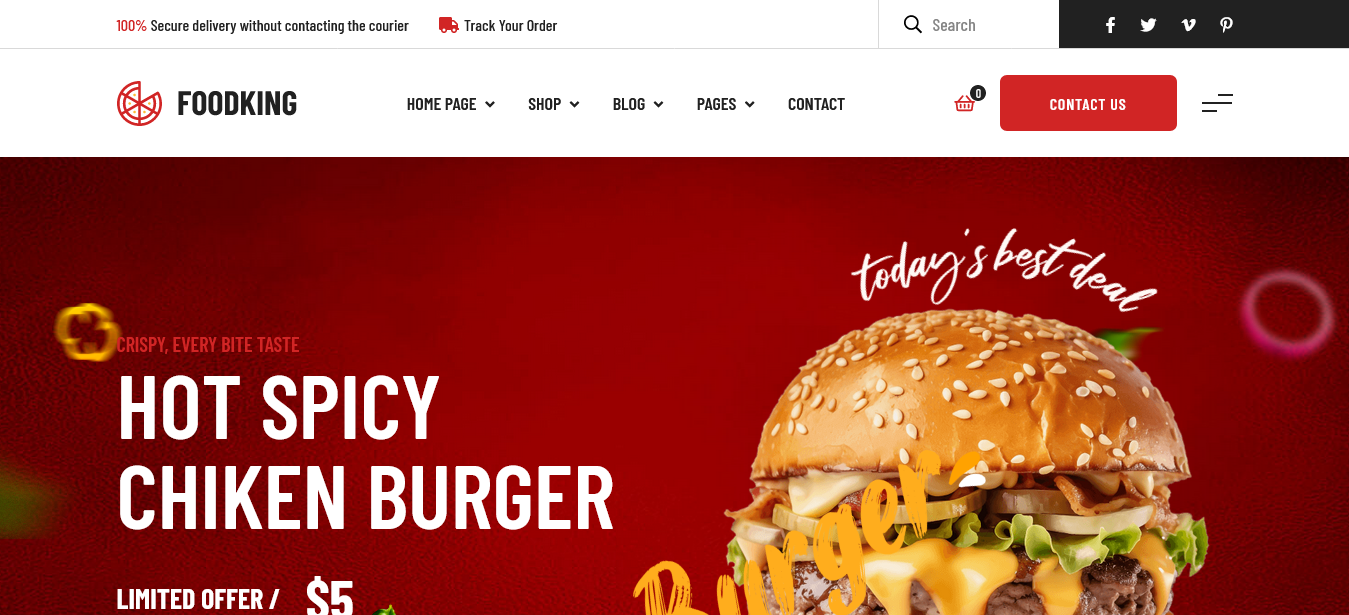 100% Secure delivery without contacting the courier
Track Your Order
Search
FOODKING
HOME PAGE
SHOP
BLOG
PAGES
CONTACT
0
CONTACT US
today's best deal
CRISPY, EVERY BITE TASTE
HOT SPICY
CHIKEN BURGER
Burger
LIMITED OFFER /
$5